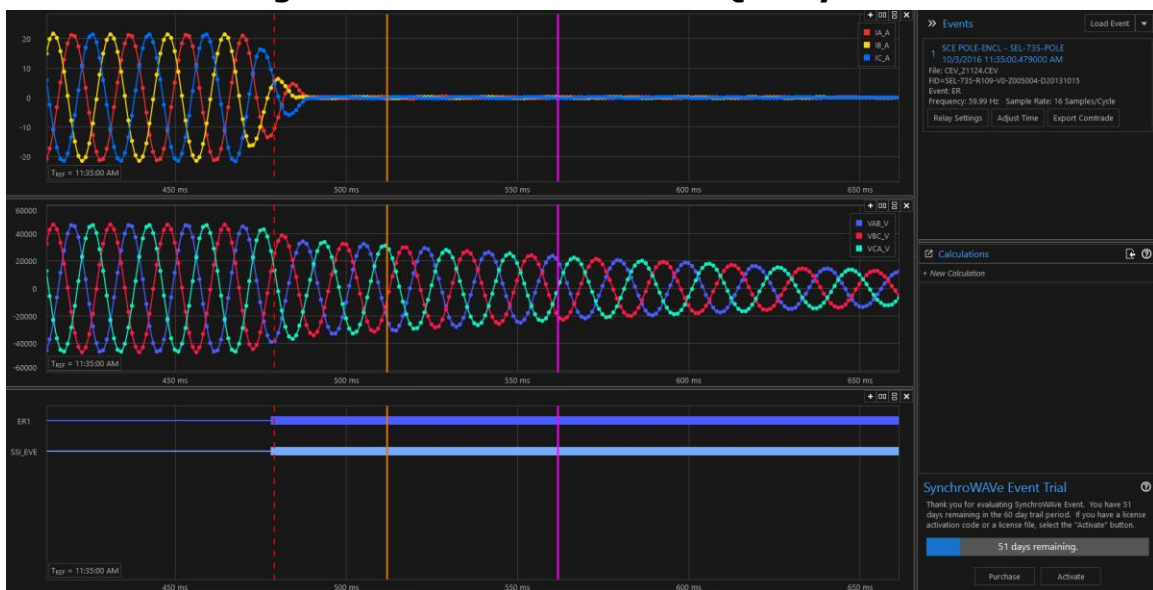 20
10
0
-10
-20
IA_A
IB_A
IC_A
TREF = 11:35:00 AM
450 ms
500 ms
550 ms
600 ms
650 ms
60000
40000
20000
0
-20000
-40000
-60000
VAB_V
VBC_V
VCA_V
TREF = 11:35:00 AM
450 ms
500 ms
550 ms
600 ms
650 ms
ER1
SSI_EVE
TREF = 11:35:00 AM
450 ms
500 ms
550 ms
600 ms
650 ms
Events
Load Event
1 SCE POLE-ENCL - SEL-735-POLE
10/3/2016 11:35:00.479000 AM
File: CEV_21124.CEV
FID=SEL-735-R109-V0-Z005004-D20131015
Event: ER
Frequency: 59.99 Hz Sample Rate: 16 Samples/Cycle
Relay Settings Adjust Time Export Comtrade
Calculations
+ New Calculation
SynchroWAVe Event Trial
Thank you for evaluating SynchroWAVe Event. You have 51
days remaining in the 60 day trail period. If you have a license
activation code or a license file, select the "Activate" button.
51 days remaining.
Purchase Activate